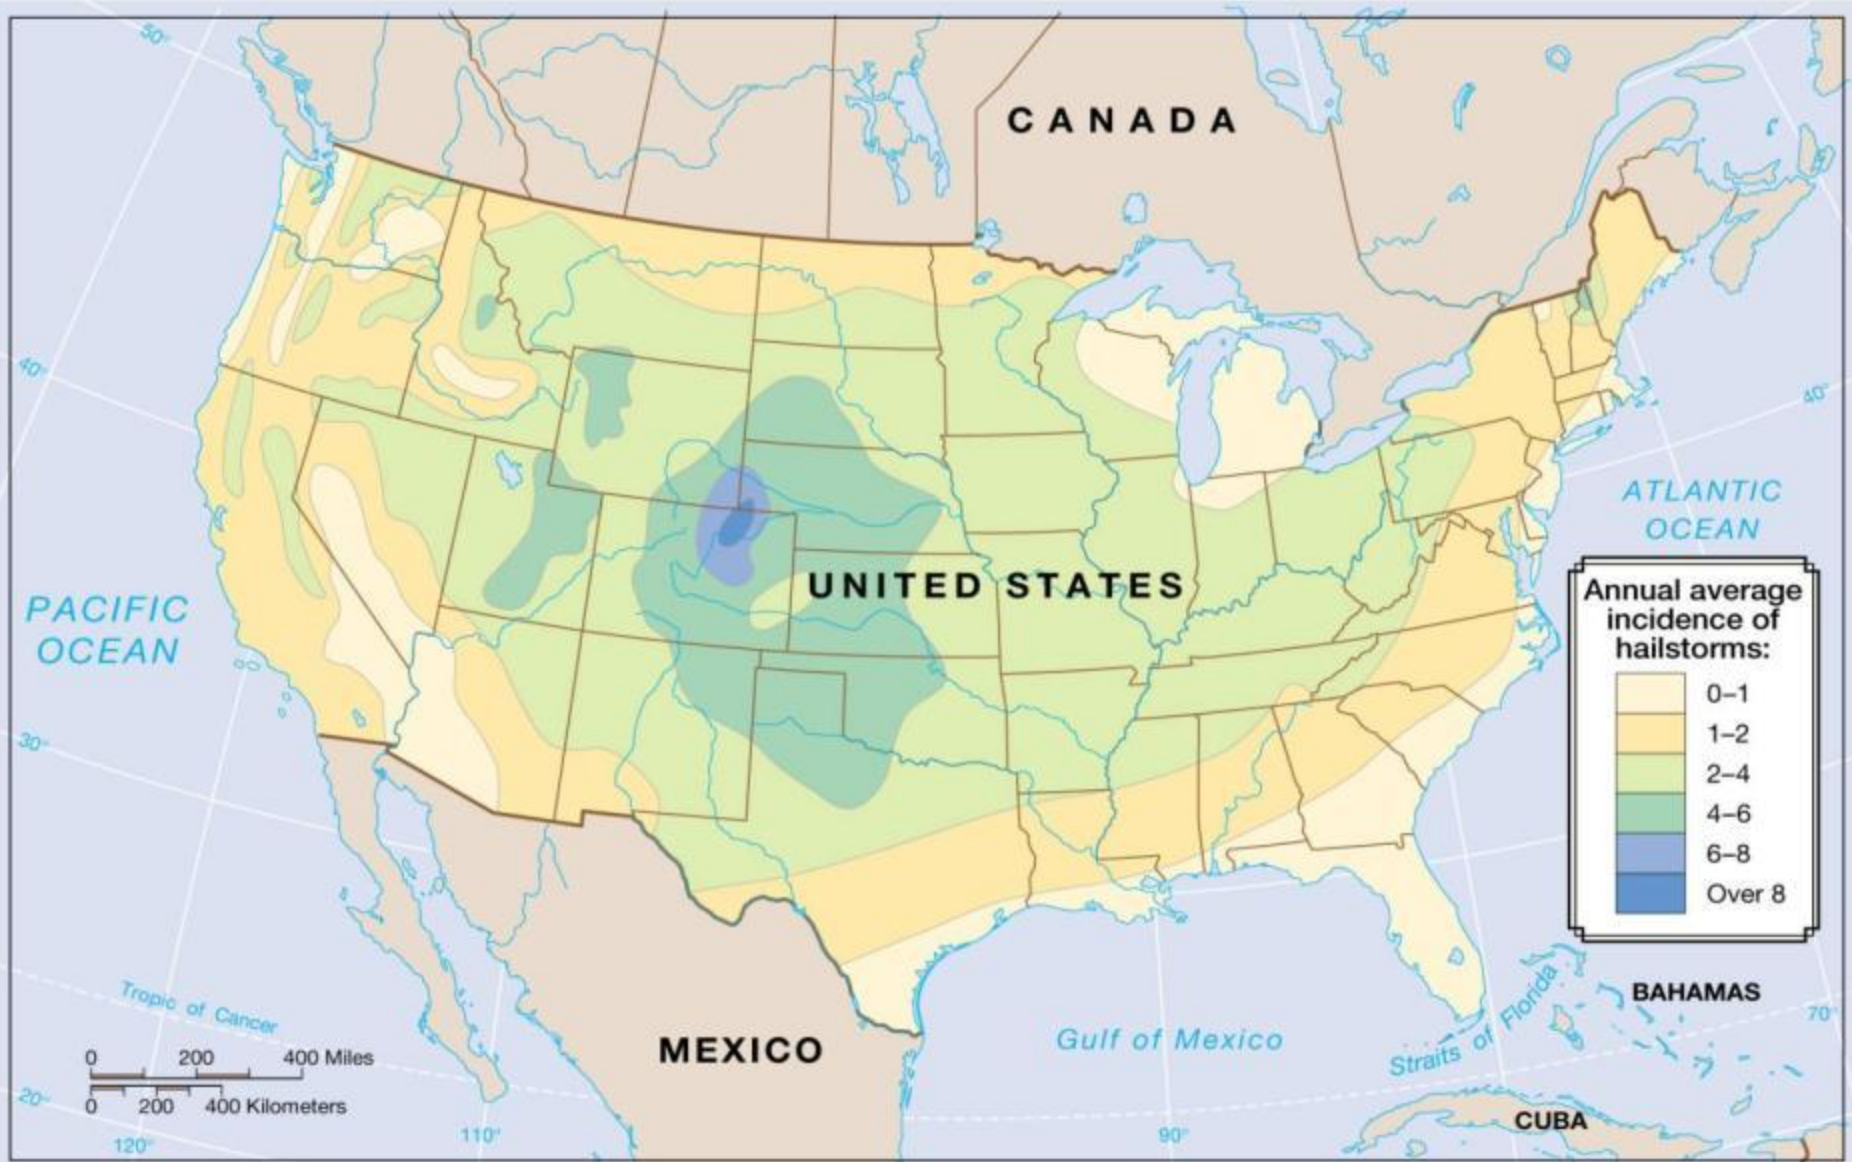 50°
CANADA
40°
40°
ATLANTIC
OCEAN
UNITED STATES
PACIFIC
OCEAN
Annual average
incidence of
hailstorms:
0–1
1–2
2–4
4–6
6–8
Over 8
30°
Tropic of Cancer
BAHAMAS
70°
MEXICO
Gulf of Mexico
Straits of Florida
0 200 400 Miles
0 200 400 Kilometers
20°
CUBA
120°
110°
90°